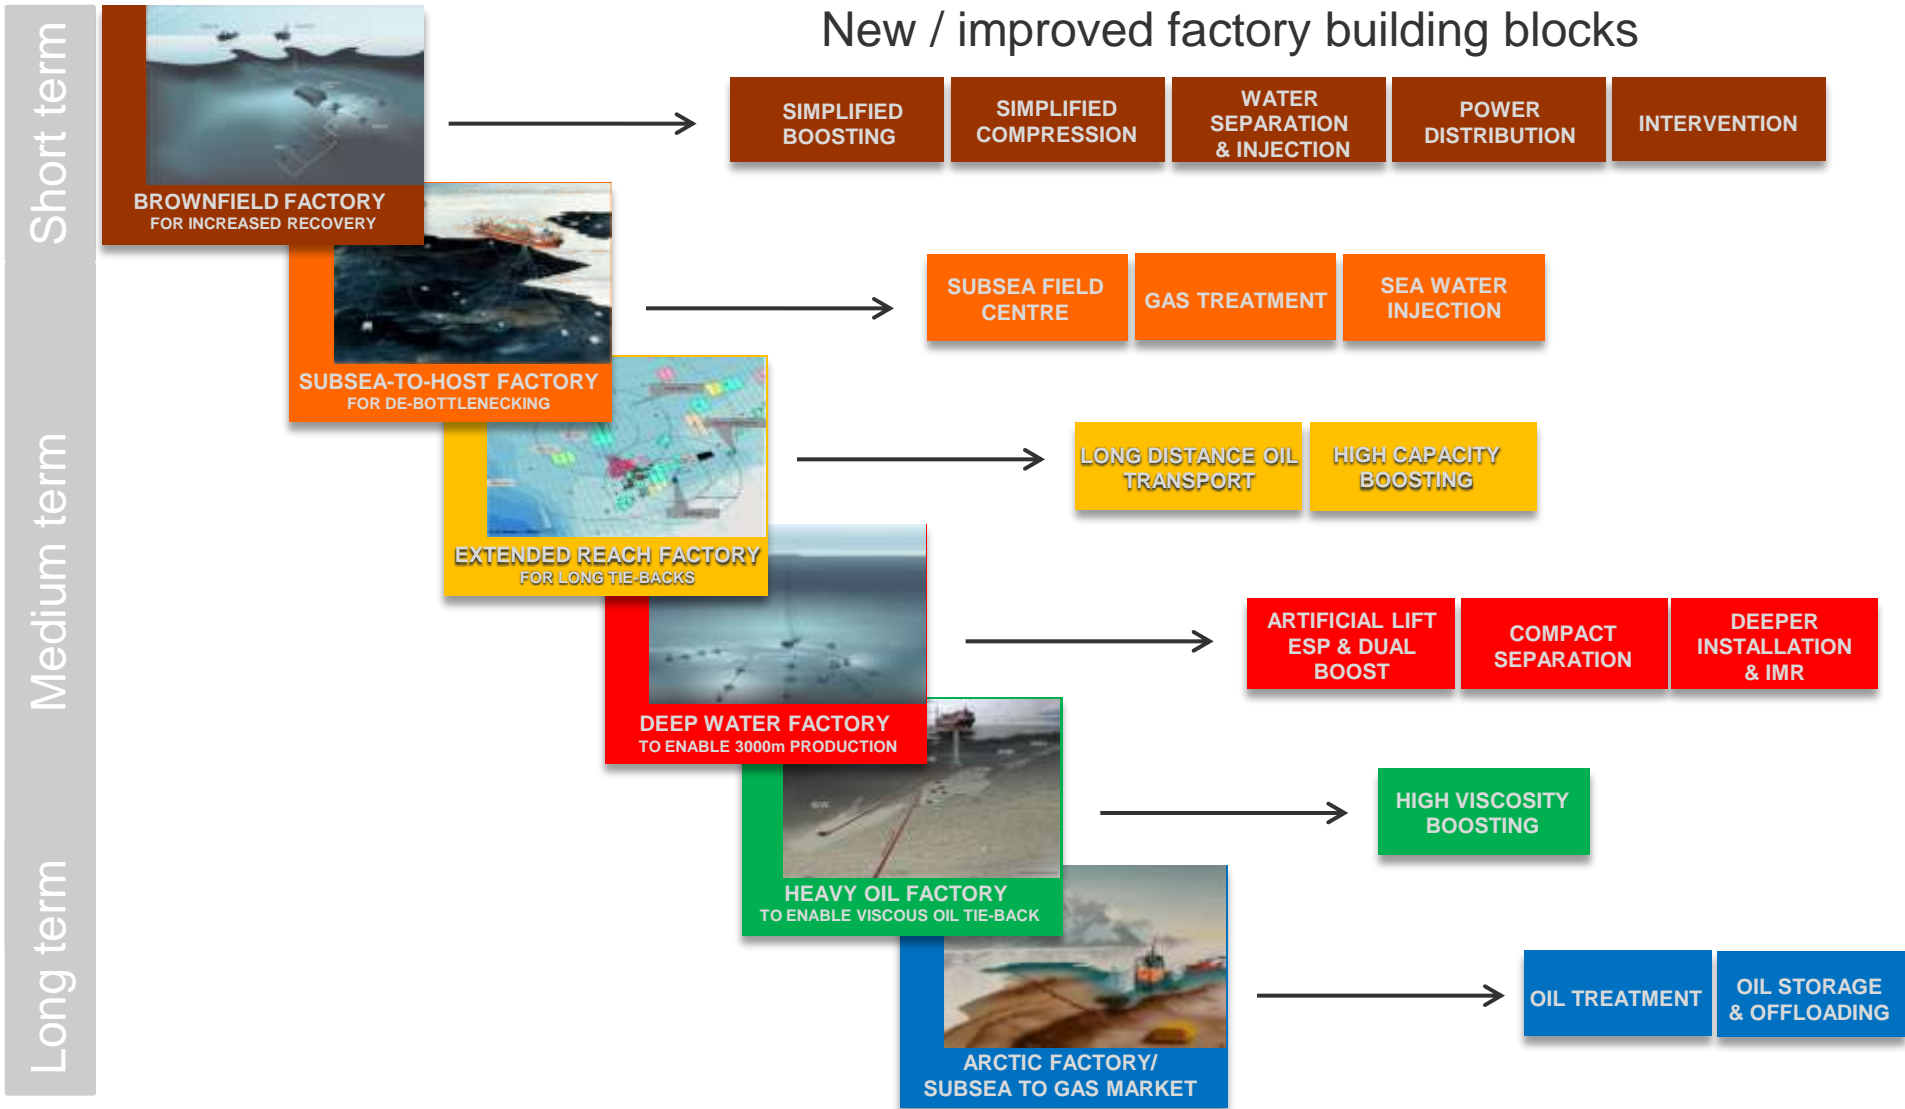 New / improved factory building blocks
Short term
BROWNFIELD FACTORY
FOR INCREASED RECOVERY
SIMPLIFIED
BOOSTING
SIMPLIFIED
COMPRESSION
WATER
SEPARATION
& INJECTION
POWER
DISTRIBUTION
INTERVENTION
SUBSEA-TO-HOST FACTORY
FOR DE-BOTTLENECKING
SUBSEA FIELD
CENTRE
GAS TREATMENT
SEA WATER
INJECTION
Medium term
EXTENDED REACH FACTORY
FOR LONG TIE-BACKS
LONG DISTANCE OIL
TRANSPORT
HIGH CAPACITY
BOOSTING
DEEP WATER FACTORY
TO ENABLE 3000m PRODUCTION
ARTIFICIAL LIFT
ESP & DUAL
BOOST
COMPACT
SEPARATION
DEEPER
INSTALLATION
& IMR
HEAVY OIL FACTORY
TO ENABLE VISCOUS OIL TIE-BACK
HIGH VISCOSITY
BOOSTING
Long term
ARCTIC FACTORY/
SUBSEA TO GAS MARKET
OIL TREATMENT
OIL STORAGE
& OFFLOADING